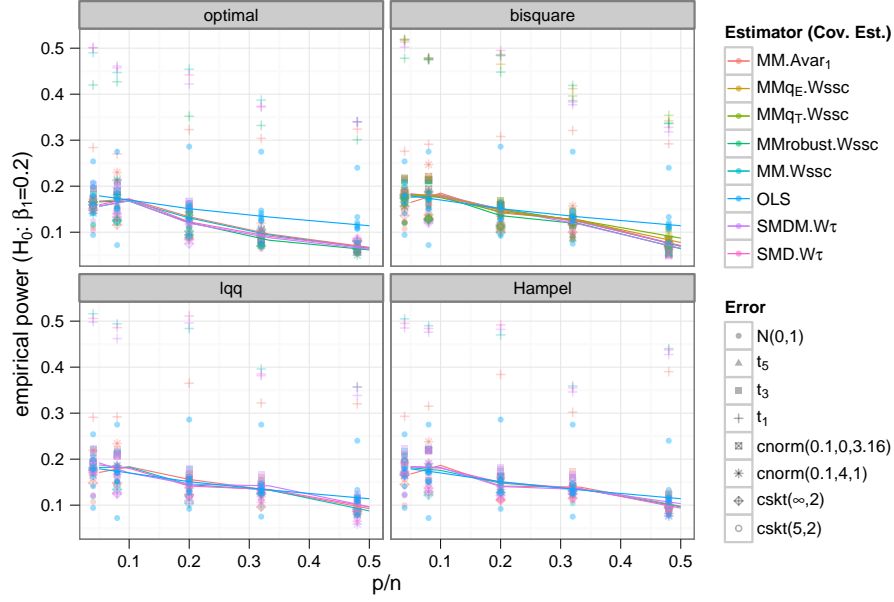 optimal
bisquare
0.5
0.4
0.3
0.2
0.1
lqq
Hampel
0.5
0.4
0.3
0.2
0.1
0.1 0.2 0.3 0.4 0.5
0.1 0.2 0.3 0.4 0.5
p/n
empirical power (H₀: β₁=0.2)
Estimator (Cov. Est.)
MM.Avar₁
MMqE.Wssc
MMqT.Wssc
MMrobust.Wssc
MM.Wssc
OLS
SMDM.Wτ
SMD.Wτ
Error
N(0,1)
t₅
t₃
t₁
cnorm(0.1,0,3.16)
cnorm(0.1,4,1)
cskt(∞,2)
cskt(5,2)